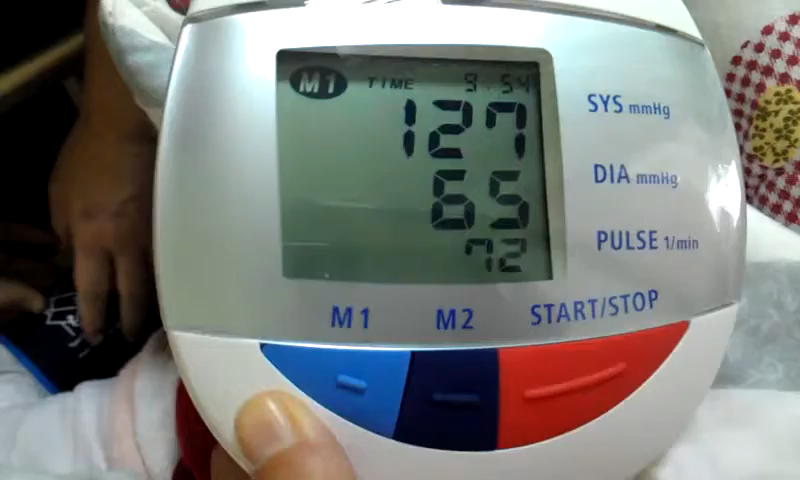 M1 TIME 9:54
127 SYS mmHg
65 DIA mmHg
72 PULSE 1/min
M1 M2 START/STOP